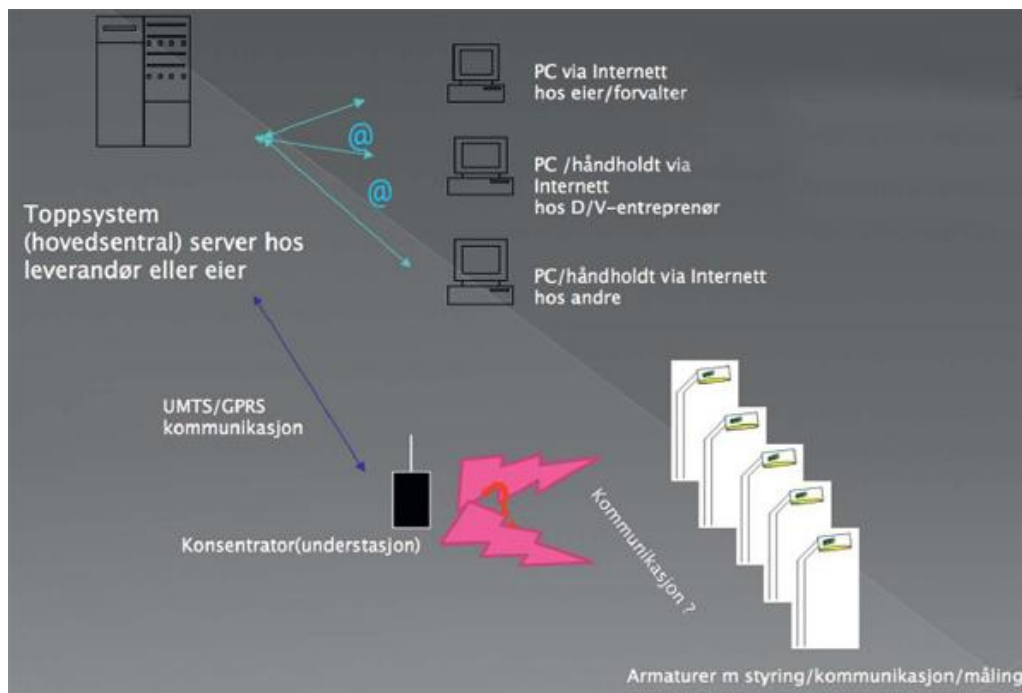 PC via Internett
hos eier/forvalter
@
PC /håndholdt via
Internett
hos D/V-entreprenør
@
Toppsystem
(hovedsentral) server hos
leverandør eller eier
PC/håndholdt via Internett
hos andre
UMTS/GPRS
kommunikasjon
?
Kommunikasjon ?
Konsentrator(understasjon)
Armaturer m styring/kommunikasjon/måling